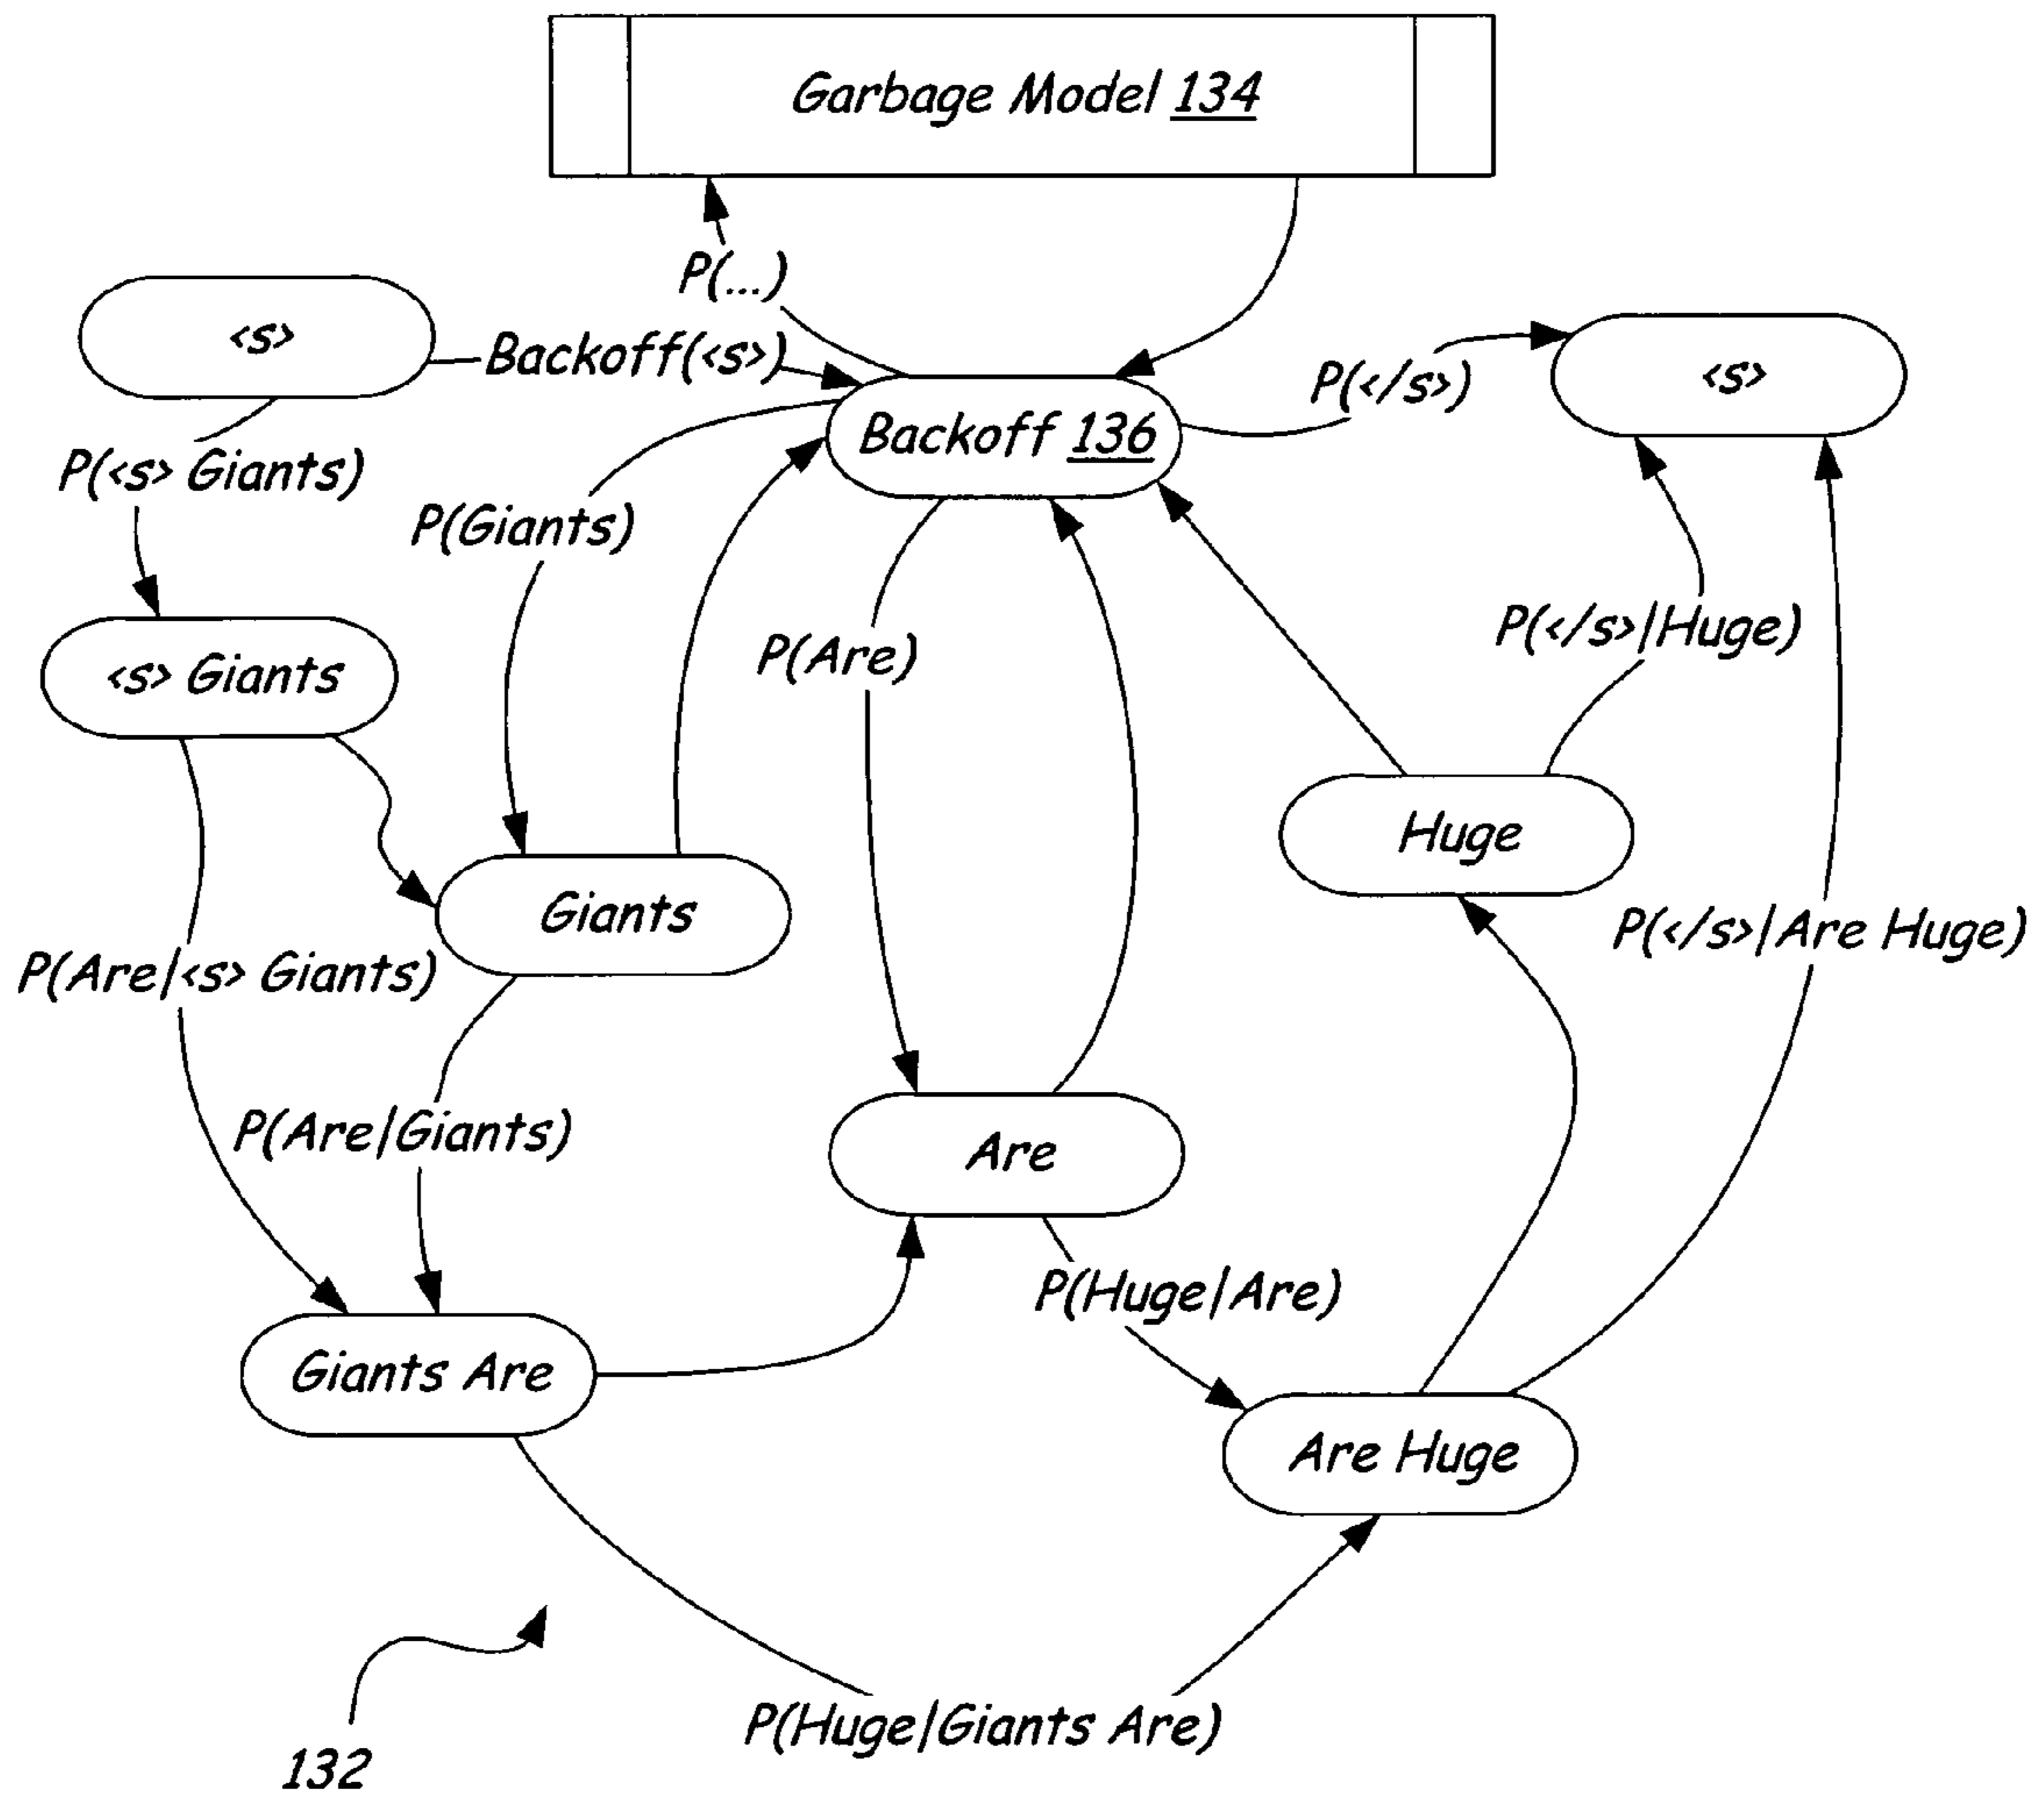 Garbage Model 134
P(...)
<s>
Backoff(<s>)
P(</s>)
<s>
Backoff 136
P(<s> Giants)
P(Giants)
P(</s>|Huge)
P(Are)
<s> Giants
Huge
Giants
P(</s>|Are Huge)
P(Are|<s> Giants)
P(Are|Giants)
Are
P(Huge|Are)
Giants Are
Are Huge
P(Huge|Giants Are)
132